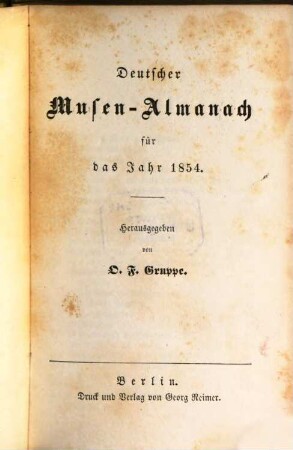 Deutscher
Musen-Almanach
für
das Jahr 1854.
Herausgegeben
von
O. F. Gruppe.
Berlin.
Druck und Verlag von Georg Reimer.